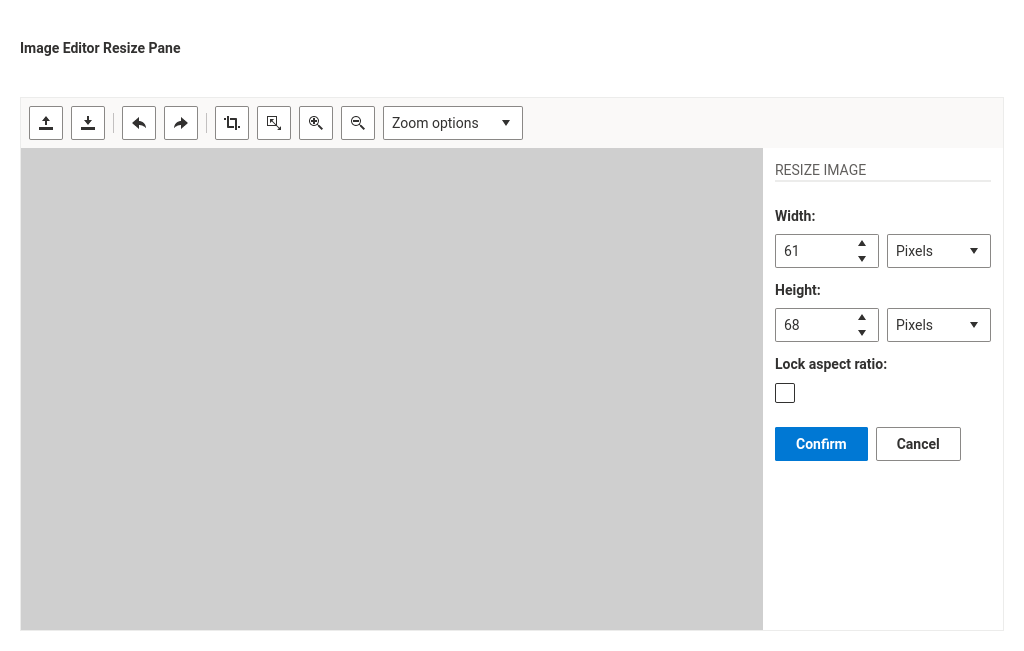 Image Editor Resize Pane
Zoom options
RESIZE IMAGE
Width:
61 Pixels
Height:
68 Pixels
Lock aspect ratio:
Confirm Cancel